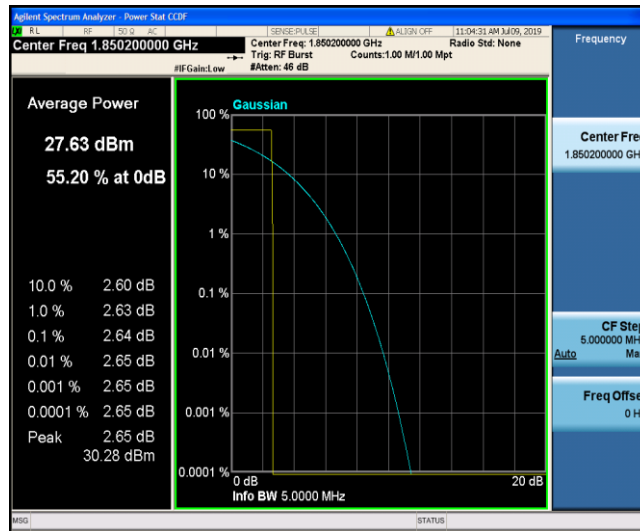 Agilent Spectrum Analyzer - Power Stat CCDF
RL RF 50 Ω AC SENSE:PULSE ALIGN OFF 11:04:31 AM Jul 09, 2019
Center Freq 1.850200000 GHz
Center Freq: 1.850200000 GHz Radio Std: None
Trig: RF Burst Counts:1.00 M/1.00 Mpt
#IFGain:Low #Atten: 46 dB
Frequency
Average Power
27.63 dBm
55.20 % at 0dB
10.0 % 2.60 dB
1.0 % 2.63 dB
0.1 % 2.64 dB
0.01 % 2.65 dB
0.001 % 2.65 dB
0.0001 % 2.65 dB
Peak 2.65 dB
30.28 dBm
Gaussian
100 %
10 %
1 %
0.1 %
0.01 %
0.001 %
0.0001 %
0 dB 20 dB
Info BW 5.0000 MHz
Center Fre
1.850200000 GH
CF Step
5.000000 MH
Auto Ma
Freq Offse
0 H
MSG STATUS